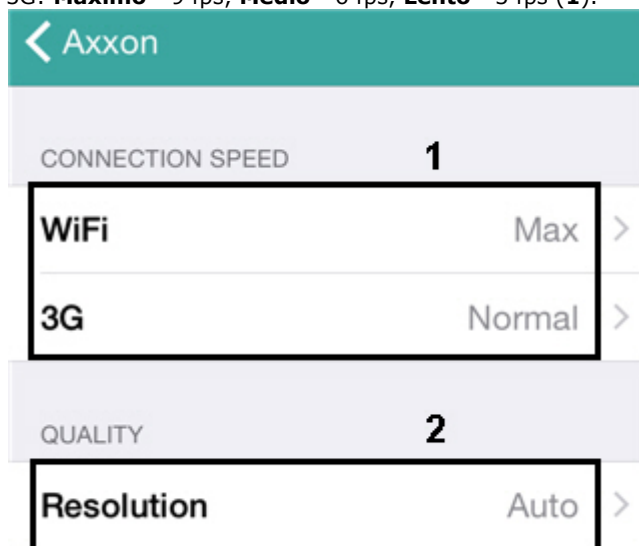 3G: Máximo - 9 fps, Medio - 6 fps, Lento - 3 fps (1).
Axxon
CONNECTION SPEED 1
WiFi Max
3G Normal
QUALITY 2
Resolution Auto